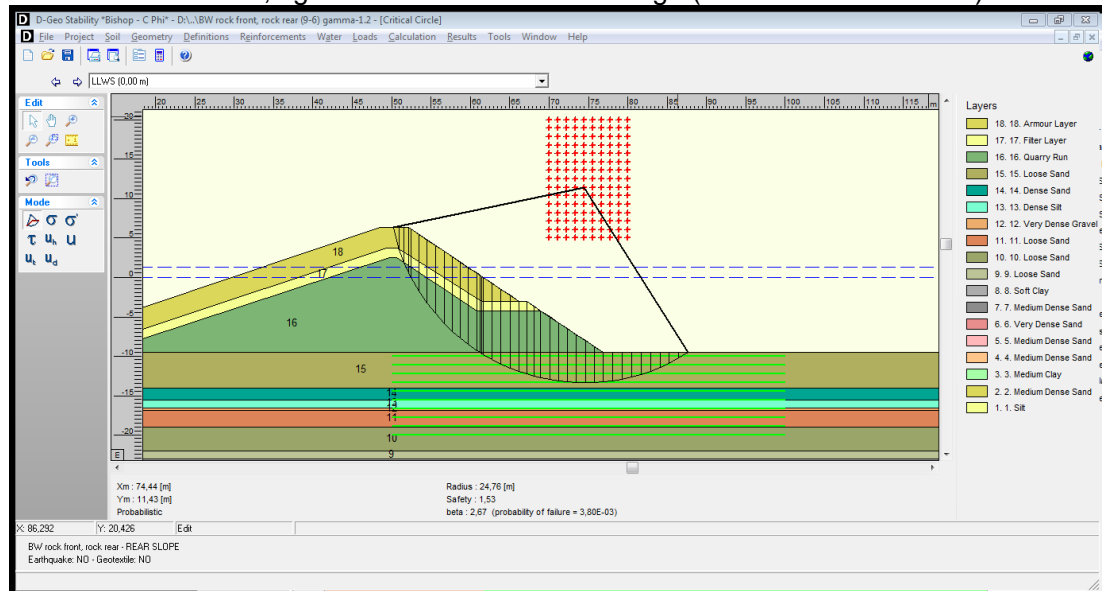 D-Geo Stability "Bishop - C Phi" - D:\...\BW rock front, rock rear (9-6) gamma-1.2 - [Critical Circle]
File Project Soil Geometry Definitions Reinforcements Water Loads Calculation Results Tools Window Help
LLWS (0,00 m)
Edit
Tools
Mode
20 25 30 35 40 45 50 55 60 65 70 75 80 85 90 95 100 105 110 115 m
20
15
10
5
0
-5
-10
-15
-20
E
18
17
16
15
14
13
11
10
9
Layers
18. 18. Armour Layer
17. 17. Filter Layer
16. 16. Quarry Run
15. 15. Loose Sand
14. 14. Dense Sand
13. 13. Dense Silt
12. 12. Very Dense Gravel
11. 11. Loose Sand
10. 10. Loose Sand
9. 9. Loose Sand
8. 8. Soft Clay
7. 7. Medium Dense Sand
6. 6. Very Dense Sand
5. 5. Medium Dense Sand
4. 4. Medium Dense Sand
3. 3. Medium Clay
2. 2. Medium Dense Sand
1. 1. Silt
Xm : 74,44 [m]
Ym : 11,43 [m]
Probabilistic
Radius : 24,76 [m]
Safety : 1,53
beta : 2,67 (probability of failure = 3,80E-03)
X: 86,292 Y: 20,426 Edit
BW rock front, rock rear - REAR SLOPE
Earthquake: NO - Geotextile: NO